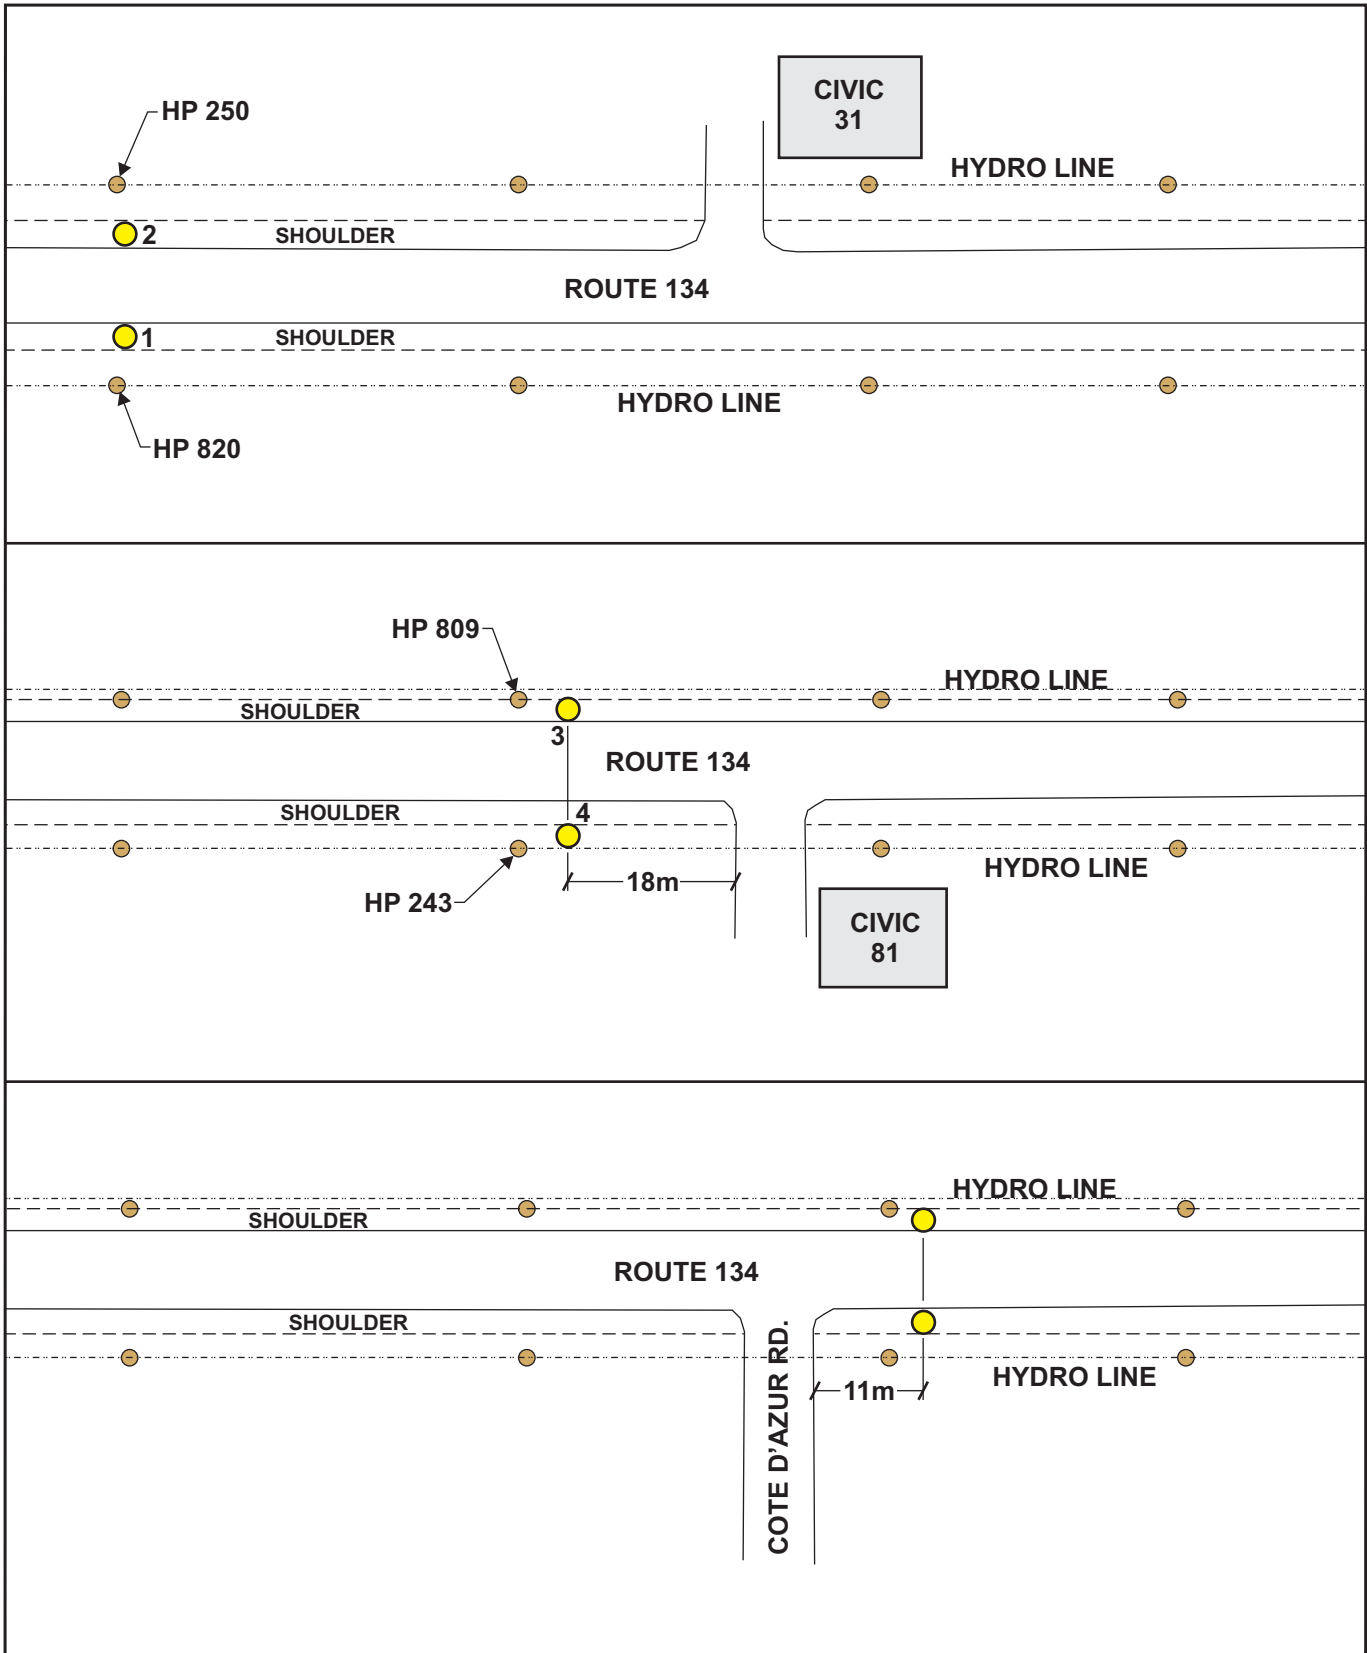 HP 250
CIVIC
31
HYDRO LINE
2
SHOULDER
ROUTE 134
1
SHOULDER
HYDRO LINE
HP 820
HP 809
HYDRO LINE
SHOULDER
3
ROUTE 134
SHOULDER
4
HYDRO LINE
18m
HP 243
CIVIC
81
HYDRO LINE
SHOULDER
ROUTE 134
SHOULDER
COTE D'AZUR RD.
HYDRO LINE
11m